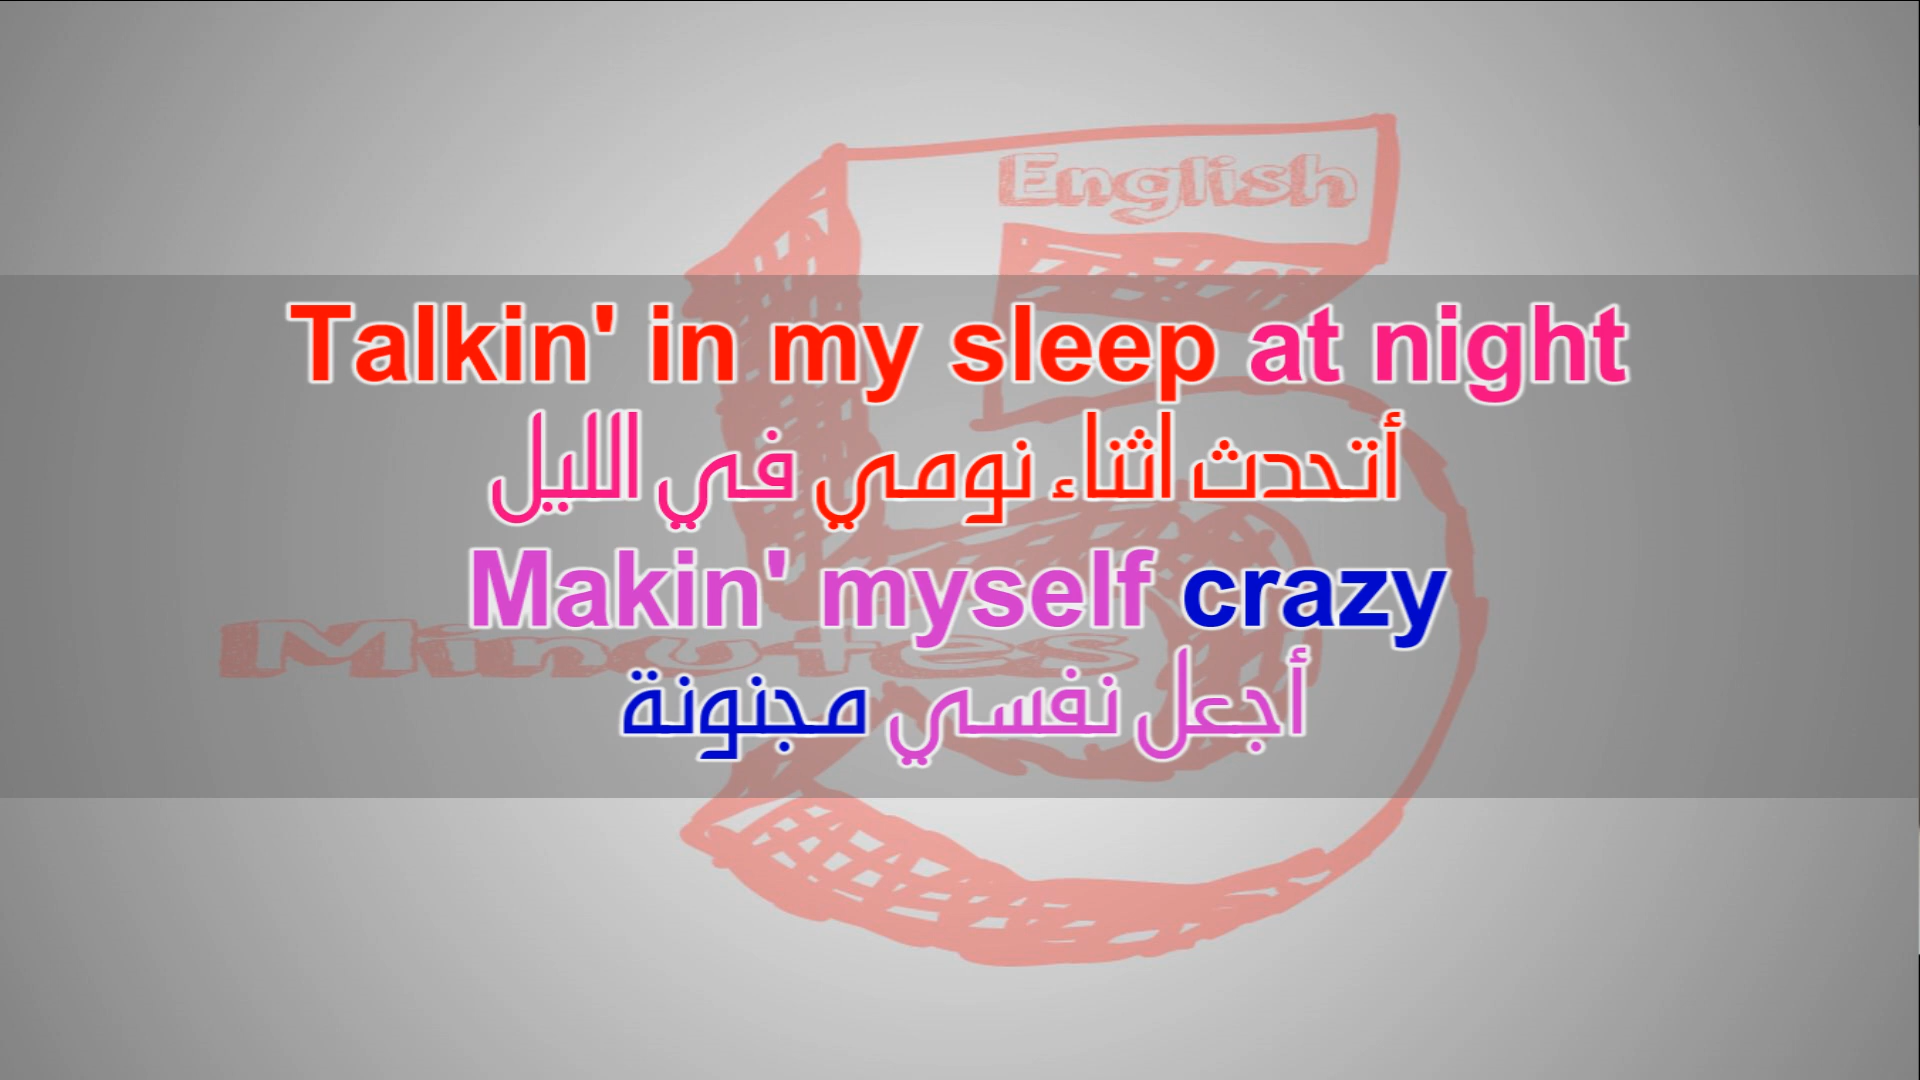 English
Talkin' in my sleep at night
أتحدث اثناء نومي في الليل
Makin' myself crazy
Minutes
أجعل نفسي مجنونة